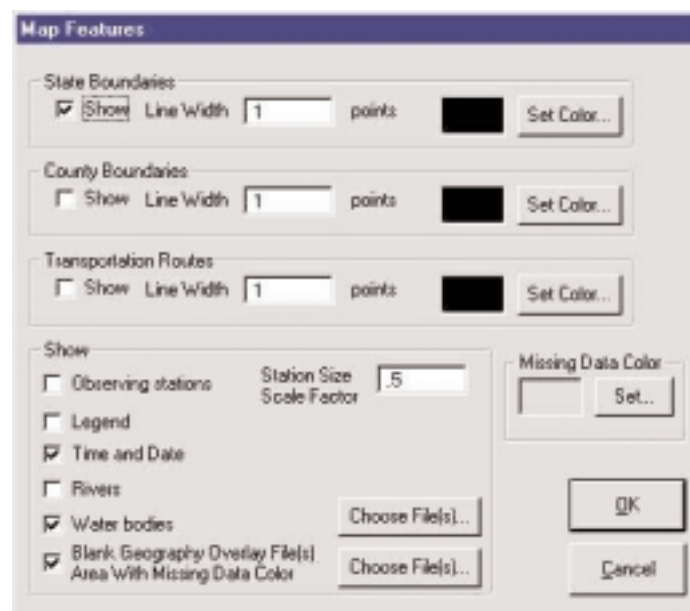 Map Features
State Boundaries
Show Line Width 1 points Set Color...
County Boundaries
Show Line Width 1 points Set Color...
Transportation Routes
Show Line Width 1 points Set Color...
Show
Observing stations
Station Size
Scale Factor
.5
Legend
Time and Date
Rivers
Water bodies Choose File(s)...
Blank Geography Overlay File(s)
Area With Missing Data Color
Choose File(s)...
Missing Data Color
Set...
OK
Cancel